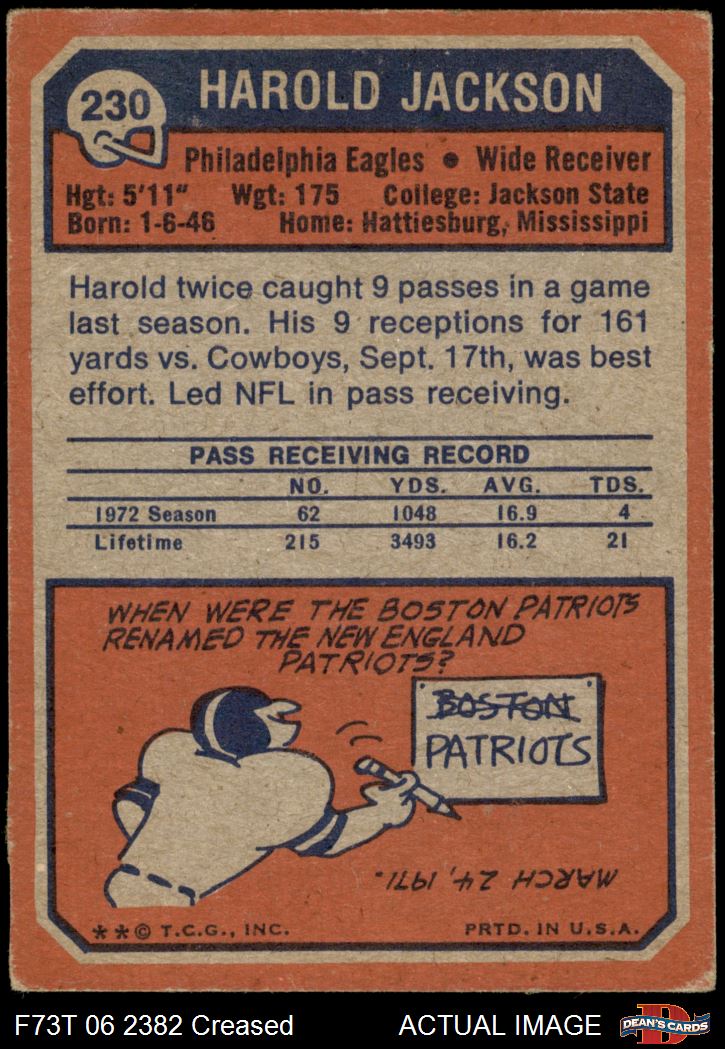 230
HAROLD JACKSON
Philadelphia Eagles • Wide Receiver
Hgt: 5'11" Wgt: 175 College: Jackson State
Born: 1-6-46 Home: Hattiesburg, Mississippi
Harold twice caught 9 passes in a game
last season. His 9 receptions for 161
yards vs. Cowboys, Sept. 17th, was best
effort. Led NFL in pass receiving.
PASS RECEIVING RECORD
NO. YDS. AVG. TDS.
1972 Season 62 1048 16.9 4
Lifetime 215 3493 16.2 21
WHEN WERE THE BOSTON PATRIOTS
RENAMED THE NEW ENGLAND
PATRIOTS?
BOSTON
PATRIOTS
MARCH 24, 1971.
**© T.C.G., INC. PRTD. IN U.S.A.
F73T 06 2382 Creased ACTUAL IMAGE
D
DEAN'S CARDS